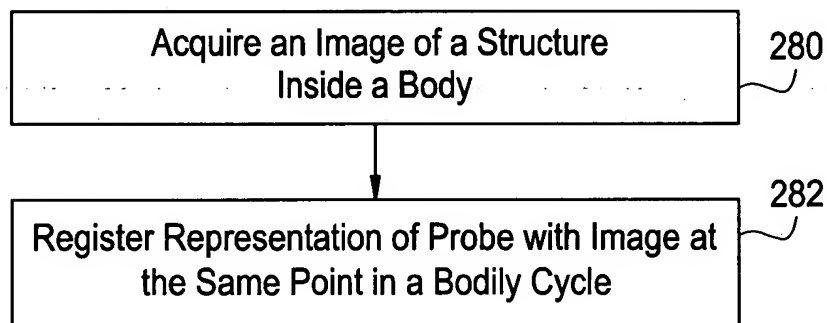 Acquire an Image of a Structure
Inside a Body
280
Register Representation of Probe with Image at
the Same Point in a Bodily Cycle
282